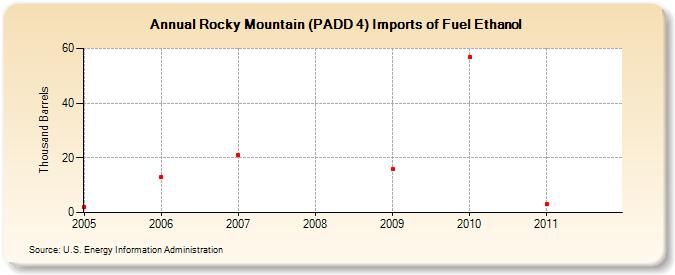 Annual Rocky Mountain (PADD 4) Imports of Fuel Ethanol
Thousand Barrels
60
40
20
0
2005 2006 2007 2008 2009 2010 2011
Source: U.S. Energy Information Administration